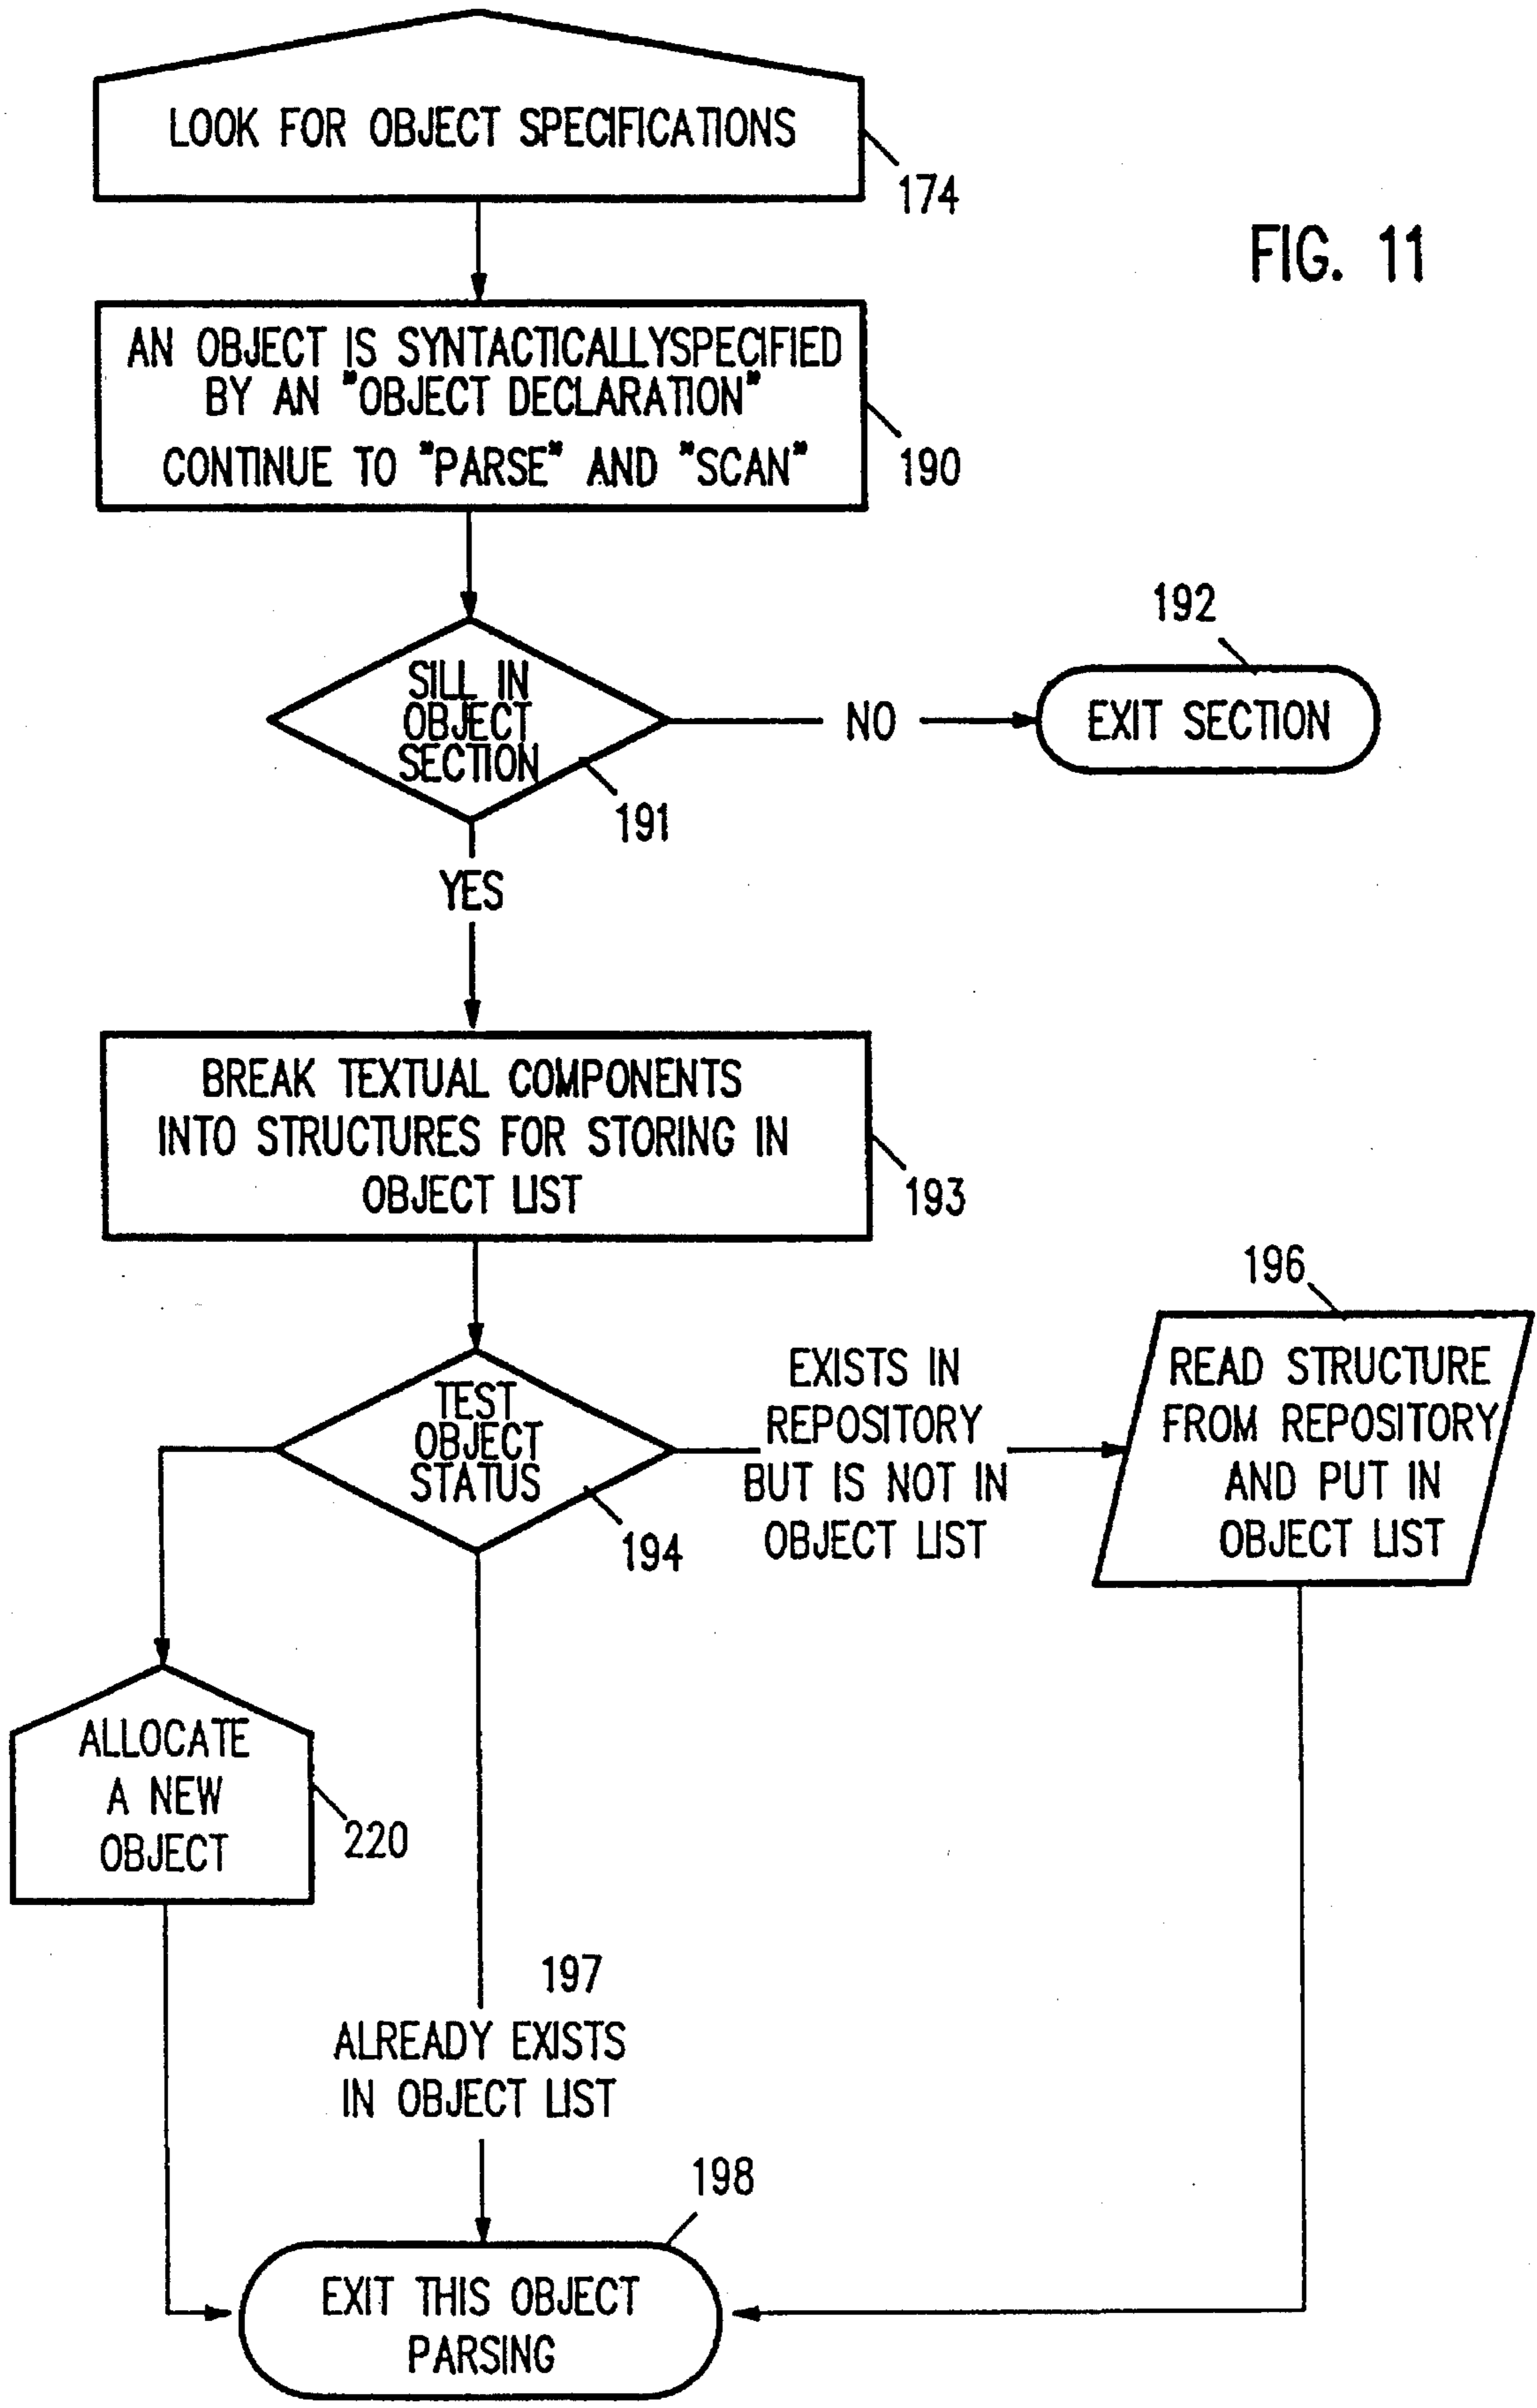 LOOK FOR OBJECT SPECIFICATIONS
174
FIG. 11
AN OBJECT IS SYNTACTICALLYSPECIFIED
BY AN "OBJECT DECLARATION"
CONTINUE TO "PARSE" AND "SCAN"
190
SILL IN
OBJECT
SECTION
191
NO
192
EXIT SECTION
YES
BREAK TEXTUAL COMPONENTS
INTO STRUCTURES FOR STORING IN
OBJECT LIST
193
TEST
OBJECT
STATUS
194
EXISTS IN
REPOSITORY
BUT IS NOT IN
OBJECT LIST
196
READ STRUCTURE
FROM REPOSITORY
AND PUT IN
OBJECT LIST
ALLOCATE
A NEW
OBJECT
220
197
ALREADY EXISTS
IN OBJECT LIST
198
EXIT THIS OBJECT
PARSING